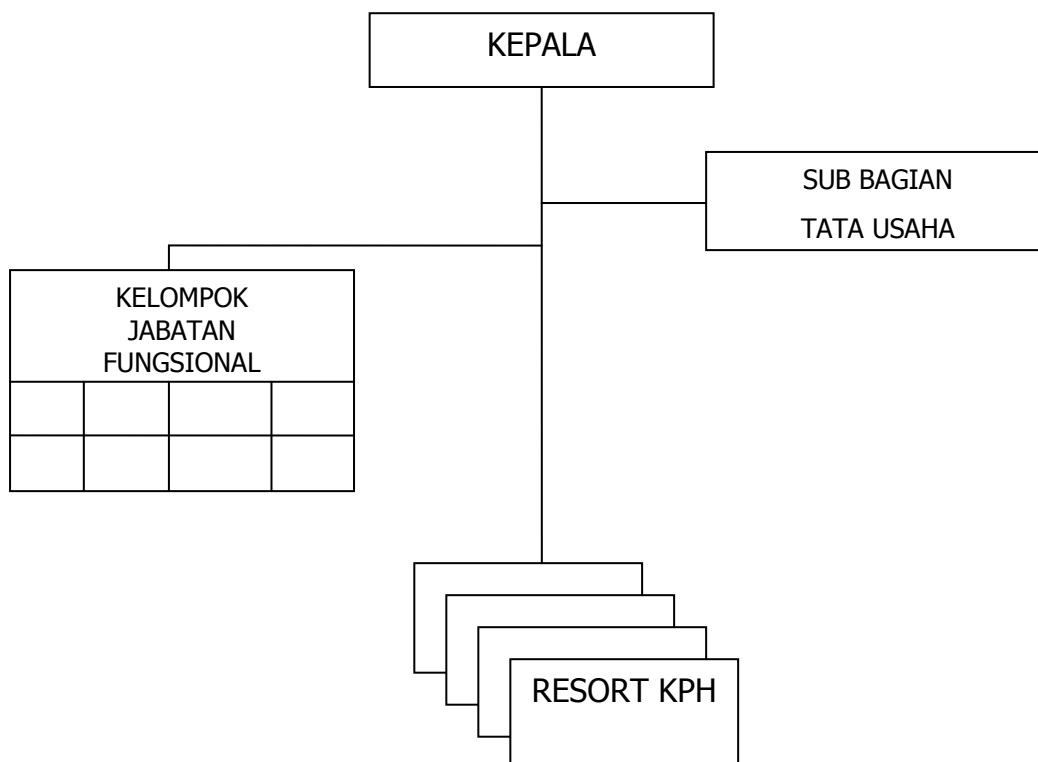 KEPALA
SUB BAGIAN
TATA USAHA
KELOMPOK
JABATAN
FUNGSIONAL
RESORT KPH